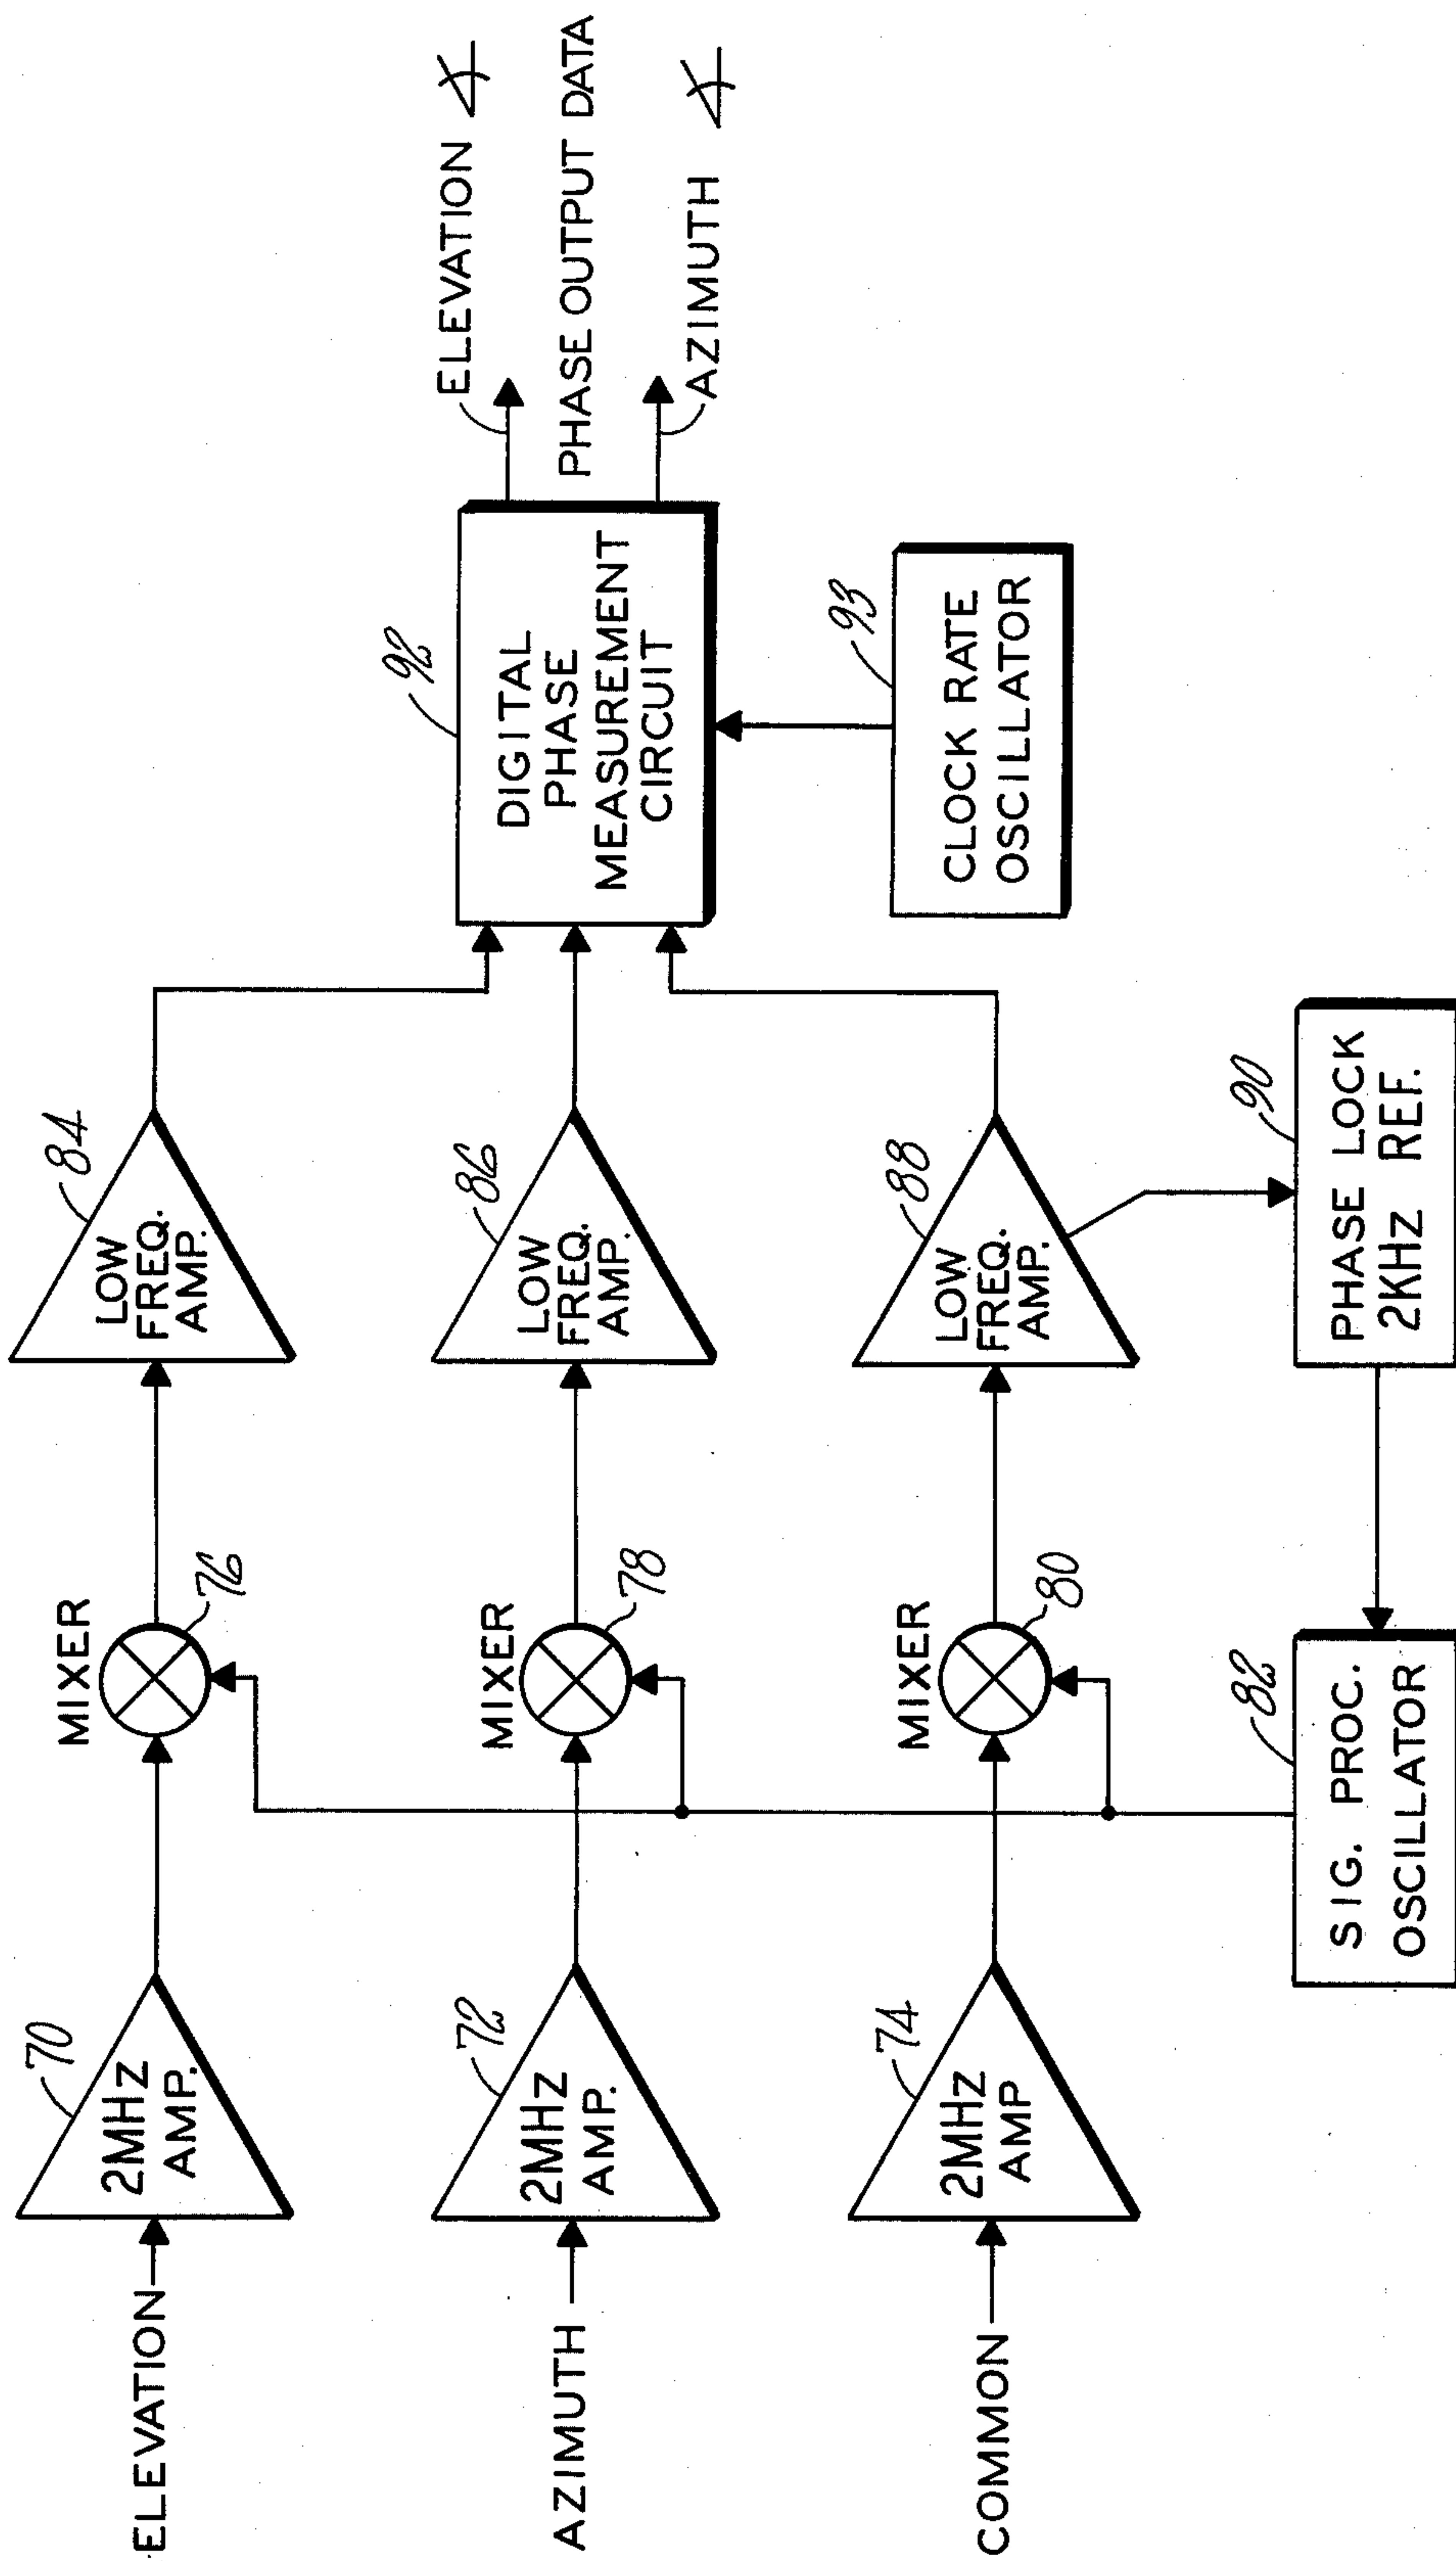 ELEVATION
70
2MHz
AMP.
MIXER
76
84
LOW
FREQ.
AMP.
AZIMUTH
72
2MHz
AMP.
MIXER
78
86
LOW
FREQ.
AMP.
COMMON
74
2MHz
AMP
MIXER
80
88
LOW
FREQ.
AMP.
82
SIG. PROC.
OSCILLATOR
90
PHASE LOCK
2KHz REF.
92
DIGITAL
PHASE
MEASUREMENT
CIRCUIT
93
CLOCK RATE
OSCILLATOR
ELEVATION ∢
PHASE OUTPUT DATA
AZIMUTH ∢